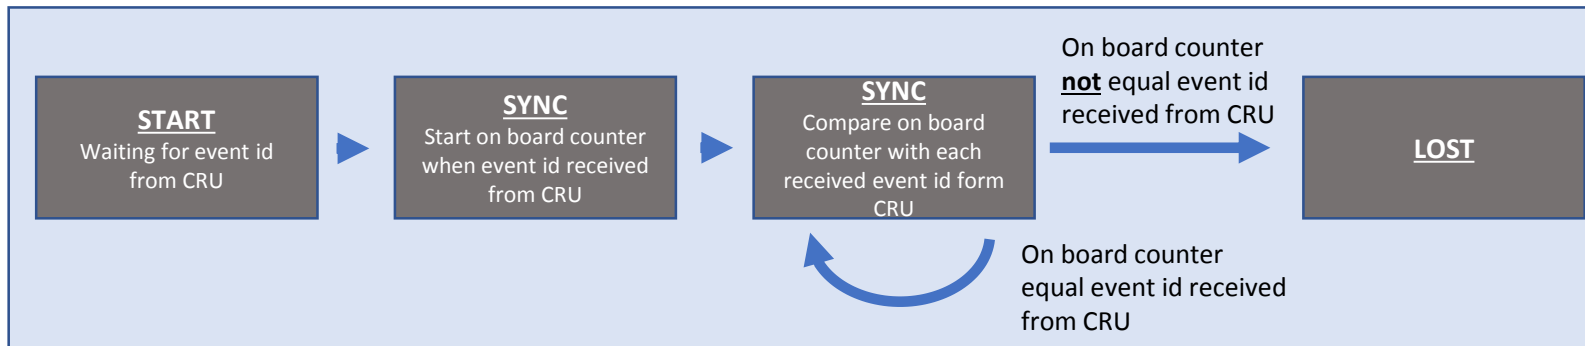 START
Waiting for event id
from CRU
SYNC
Start on board counter
when event id received
from CRU
SYNC
Compare on board
counter with each
received event id form
CRU
On board counter
not equal event id
received from CRU
LOST
On board counter
equal event id received
from CRU